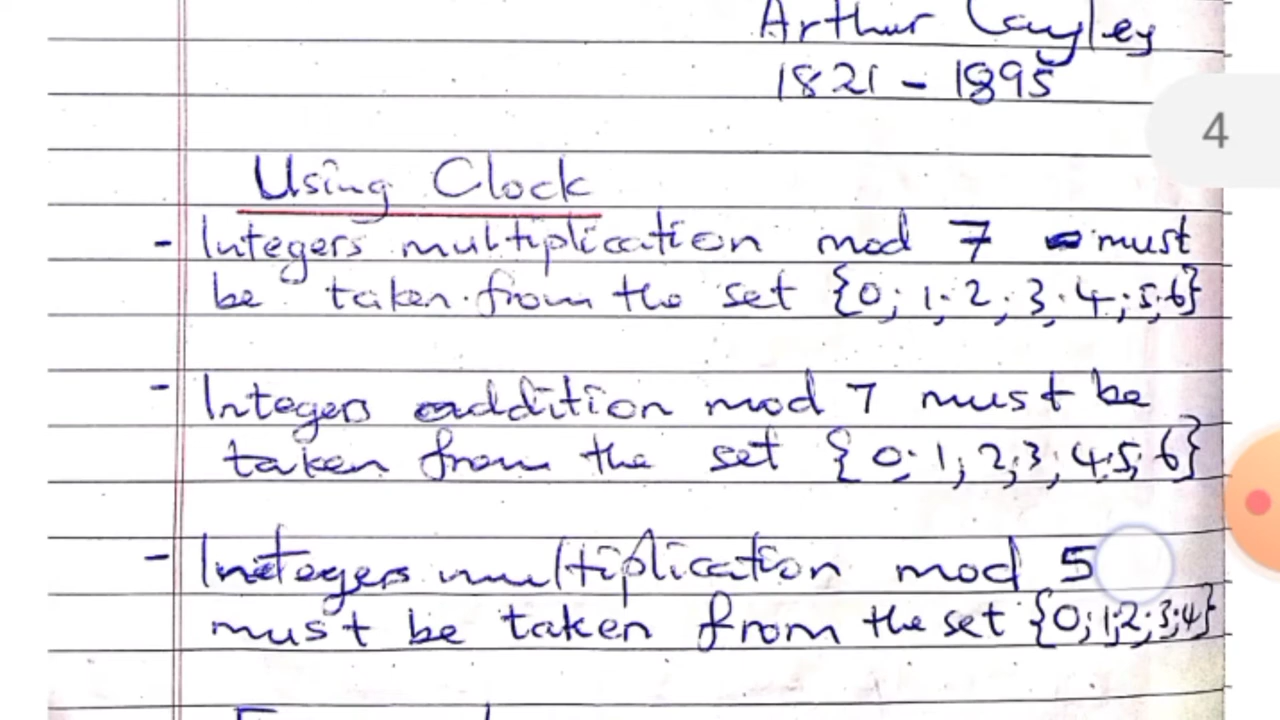 Arthur Cayley
1821 - 1895
4
Using Clock
- Integers multiplication mod 7 must
be taken from the set {0; 1; 2; 3; 4; 5; 6}
- Integers addition mod 7 must be
taken from the set {0; 1; 2; 3; 4; 5; 6}
- Integers multiplication mod 5
must be taken from the set {0; 1; 2; 3; 4}